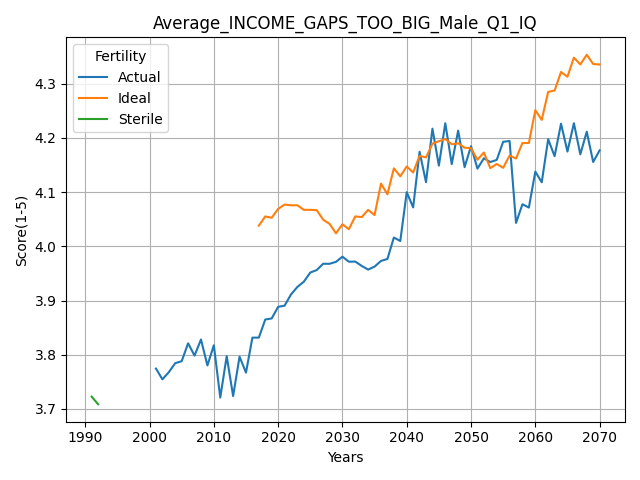 Average_INCOME_GAPS_TOO_BIG_Male_Q1_IQ
Fertility
Actual
Ideal
Sterile
Score(1-5)
4.3
4.2
4.1
4.0
3.9
3.8
3.7
1990 2000 2010 2020 2030 2040 2050 2060 2070
Years